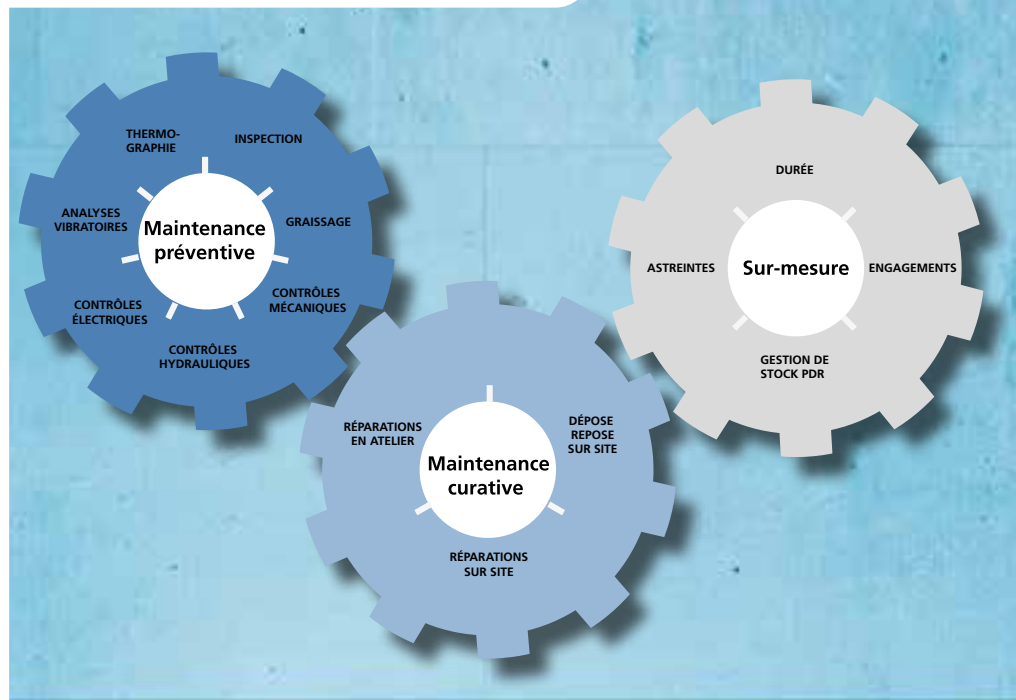 THERMO-
GRAPHIE
INSPECTION
ANALYSES
VIBRATOIRES
GRAISSAGE
Maintenance
préventive
CONTRÔLES
ÉLECTRIQUES
CONTRÔLES
MÉCANIQUES
CONTRÔLES
HYDRAULIQUES
RÉPARATIONS
EN ATELIER
DÉPOSE
REPOSE
SUR SITE
Maintenance
curative
RÉPARATIONS
SUR SITE
DURÉE
ASTREINTES
Sur-mesure
ENGAGEMENTS
GESTION DE
STOCK PDR